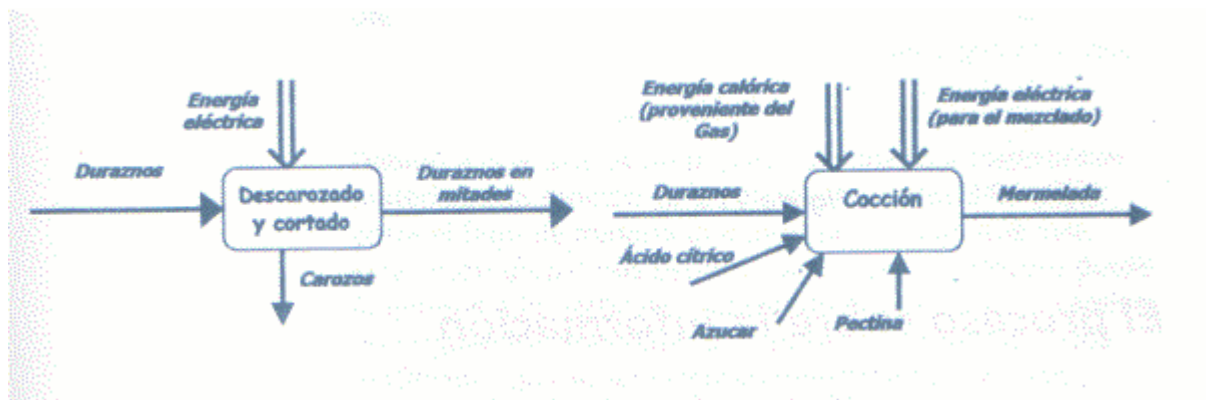 Energía
eléctrica
Duraznos
Descarozado
y cortado
Duraznos en
mitades
Carozos
Energía calórica
(proveniente del
Gas)
Energía eléctrica
(para el mezclado)
Duraznos
Cocción
Mermelada
Ácido cítrico
Azucar
Pectina